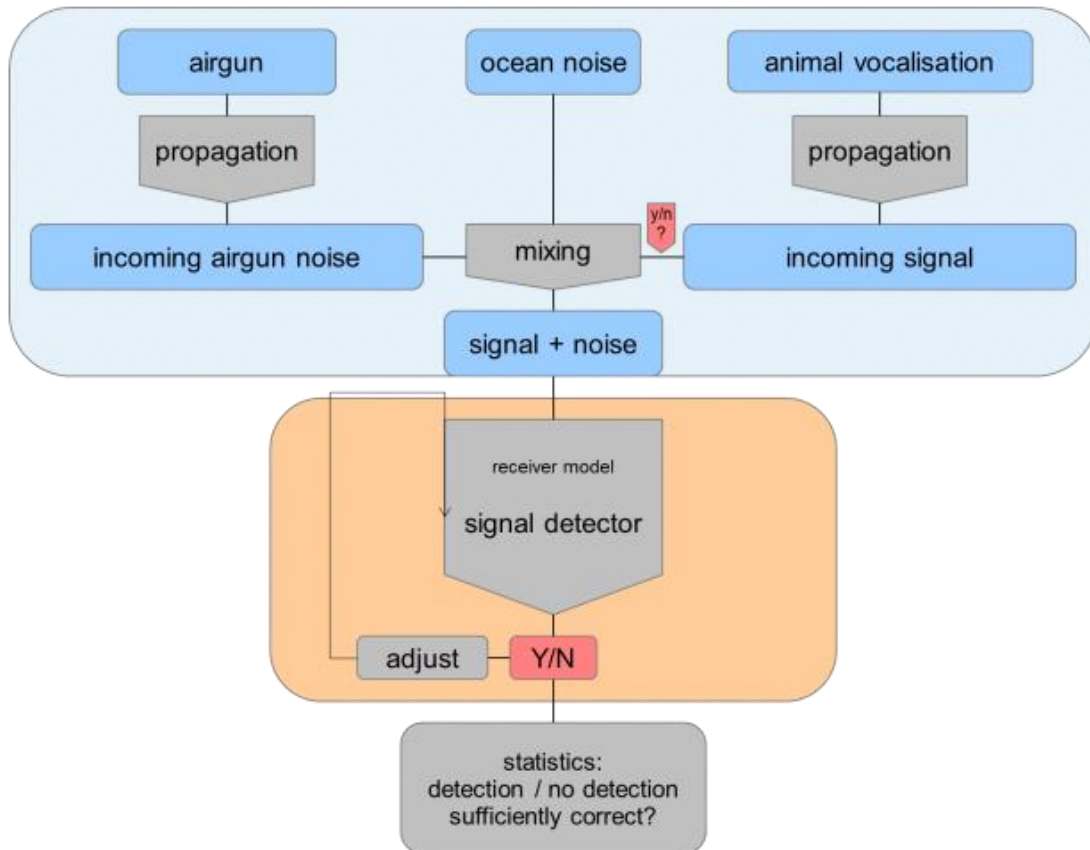 airgun
ocean noise
animal vocalisation
propagation
propagation
y/n
?
incoming airgun noise
mixing
incoming signal
signal + noise
receiver model
signal detector
adjust
Y/N
statistics:
detection / no detection
sufficiently correct?